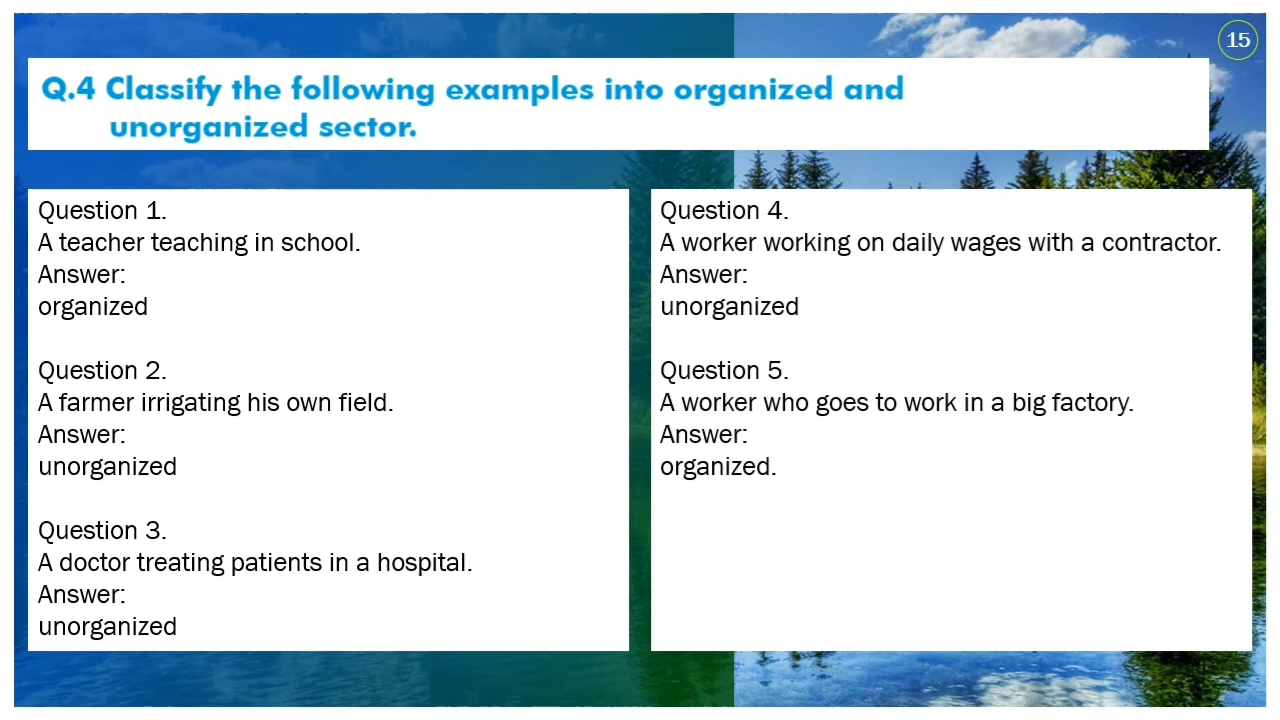 15
Q.4 Classify the following examples into organized and
unorganized sector.
Question 1.
A teacher teaching in school.
Answer:
organized
Question 2.
A farmer irrigating his own field.
Answer:
unorganized
Question 3.
A doctor treating patients in a hospital.
Answer:
unorganized
Question 4.
A worker working on daily wages with a contractor.
Answer:
unorganized
Question 5.
A worker who goes to work in a big factory.
Answer:
organized.